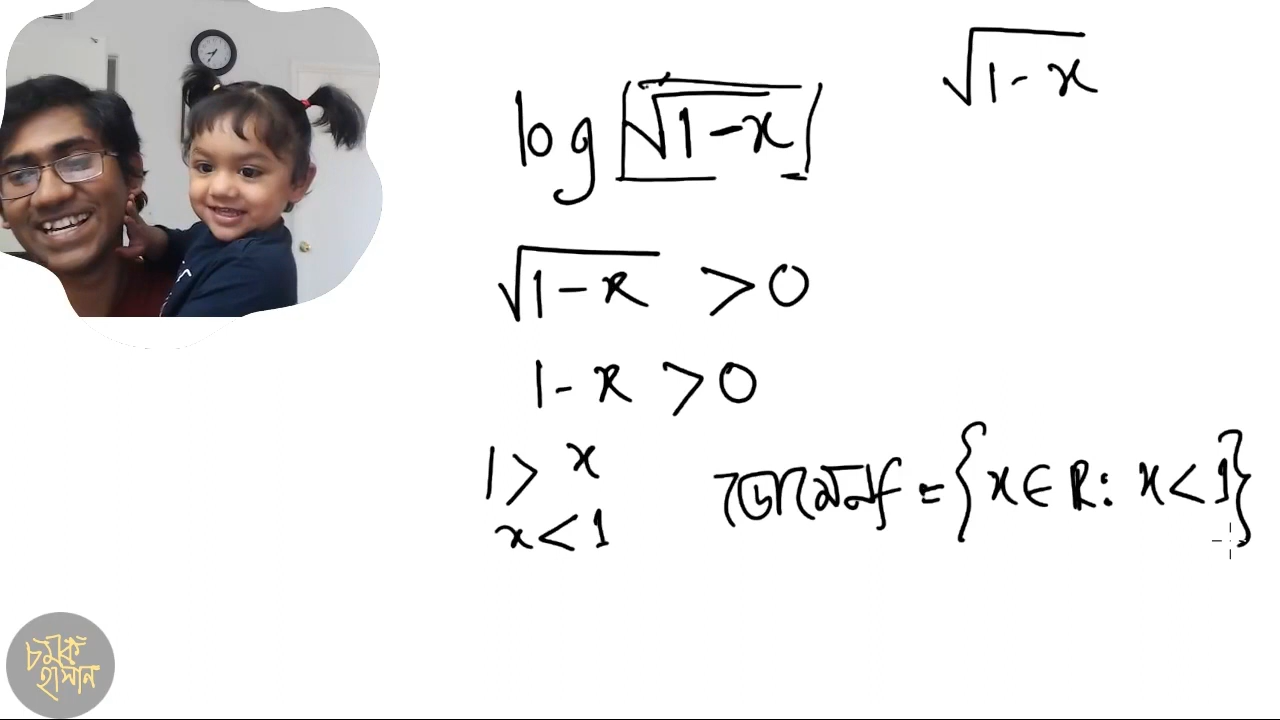 log √1-x
√1-x
√1-x > 0
1-x > 0
1 > x
x < 1
ডোমেন f = {x ∈ R: x < 1}
চমক
হাসান